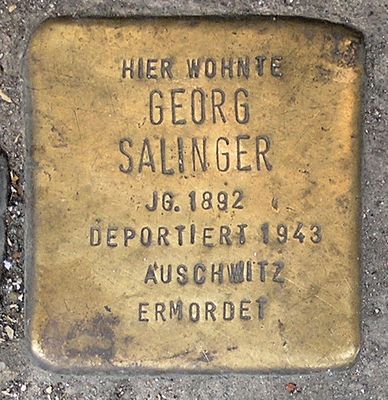 HIER WOHNTE
GEORG
SALINGER
JG. 1892
DEPORTIERT 1943
AUSCHWITZ
ERMORDET